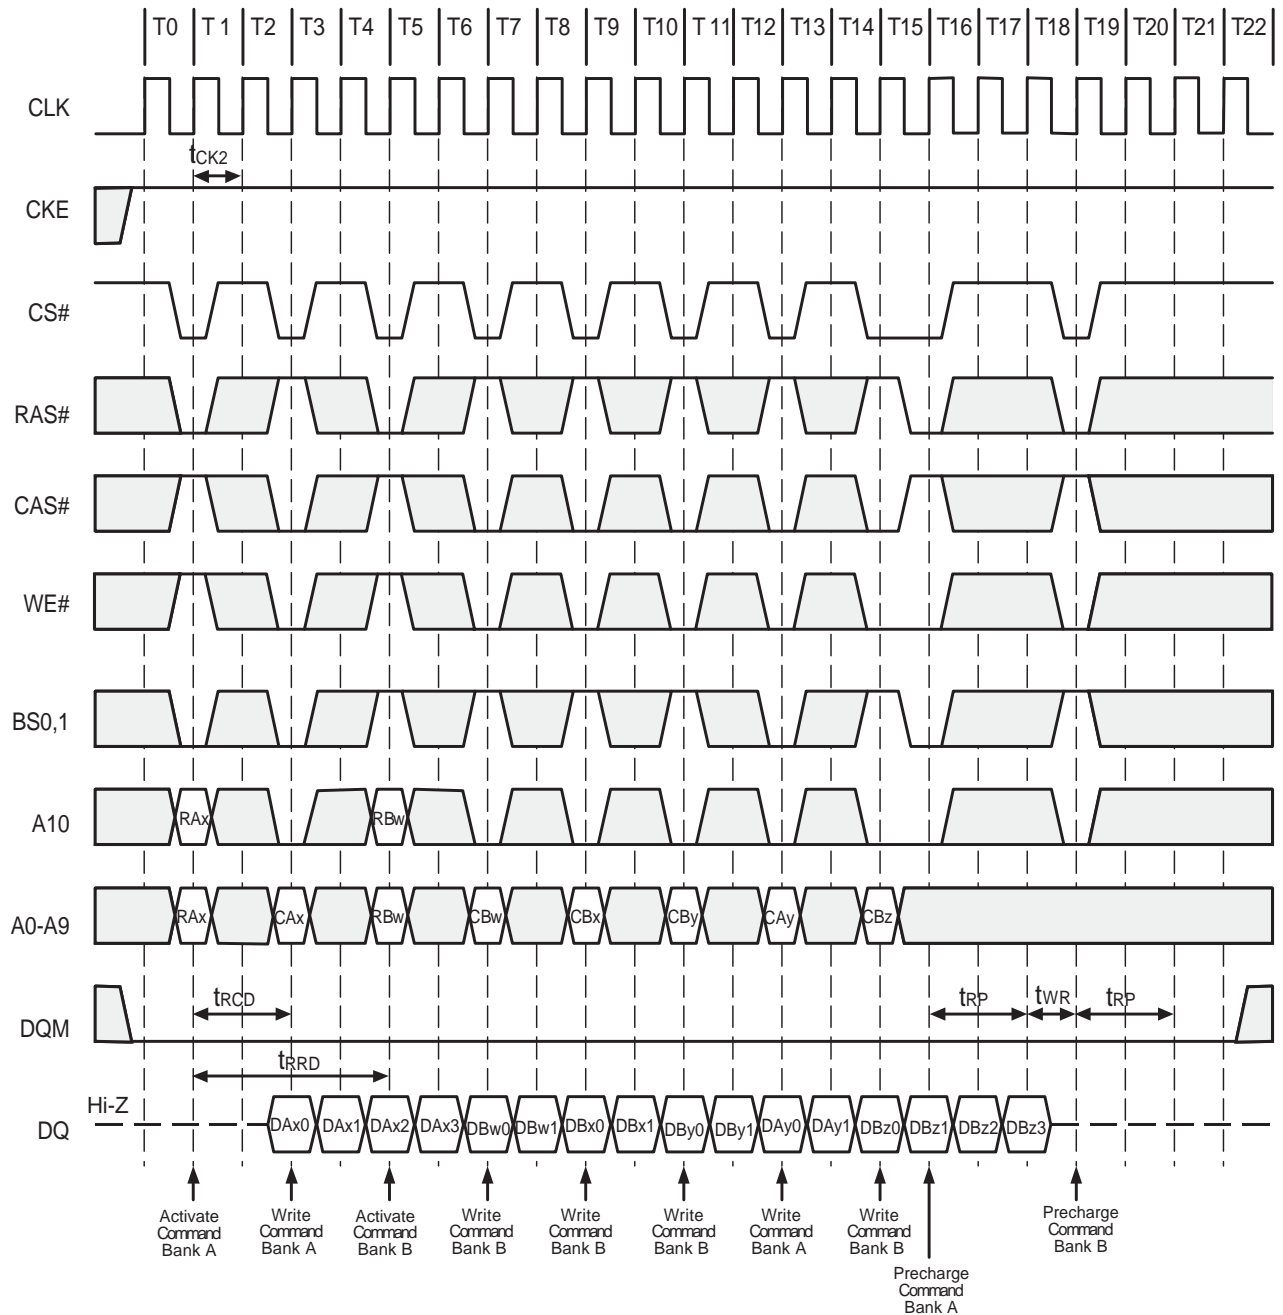 T0 T1 T2 T3 T4 T5 T6 T7 T8 T9 T10 T11 T12 T13 T14 T15 T16 T17 T18 T19 T20 T21 T22
CLK
tCK2
CKE
CS#
RAS#
CAS#
WE#
BS0,1
A10
RAx RBw
A0-A9
RAx CAx RBw CBw CBx CBy CAy CBz
DQM
tRCD tRP tWR tRP
tRRD
Hi-Z
DQ
DAx0 DAx1 DAx2 DAx3 DBw0 DBw1 DBx0 DBx1 DBy0 DBy1 DAy0 DAy1 DBz0 DBz1 DBz2 DBz3
Activate
Command
Bank A
Write
Command
Bank A
Activate
Command
Bank B
Write
Command
Bank B
Write
Command
Bank B
Write
Command
Bank B
Write
Command
Bank A
Write
Command
Bank B
Precharge
Command
Bank A
Precharge
Command
Bank B